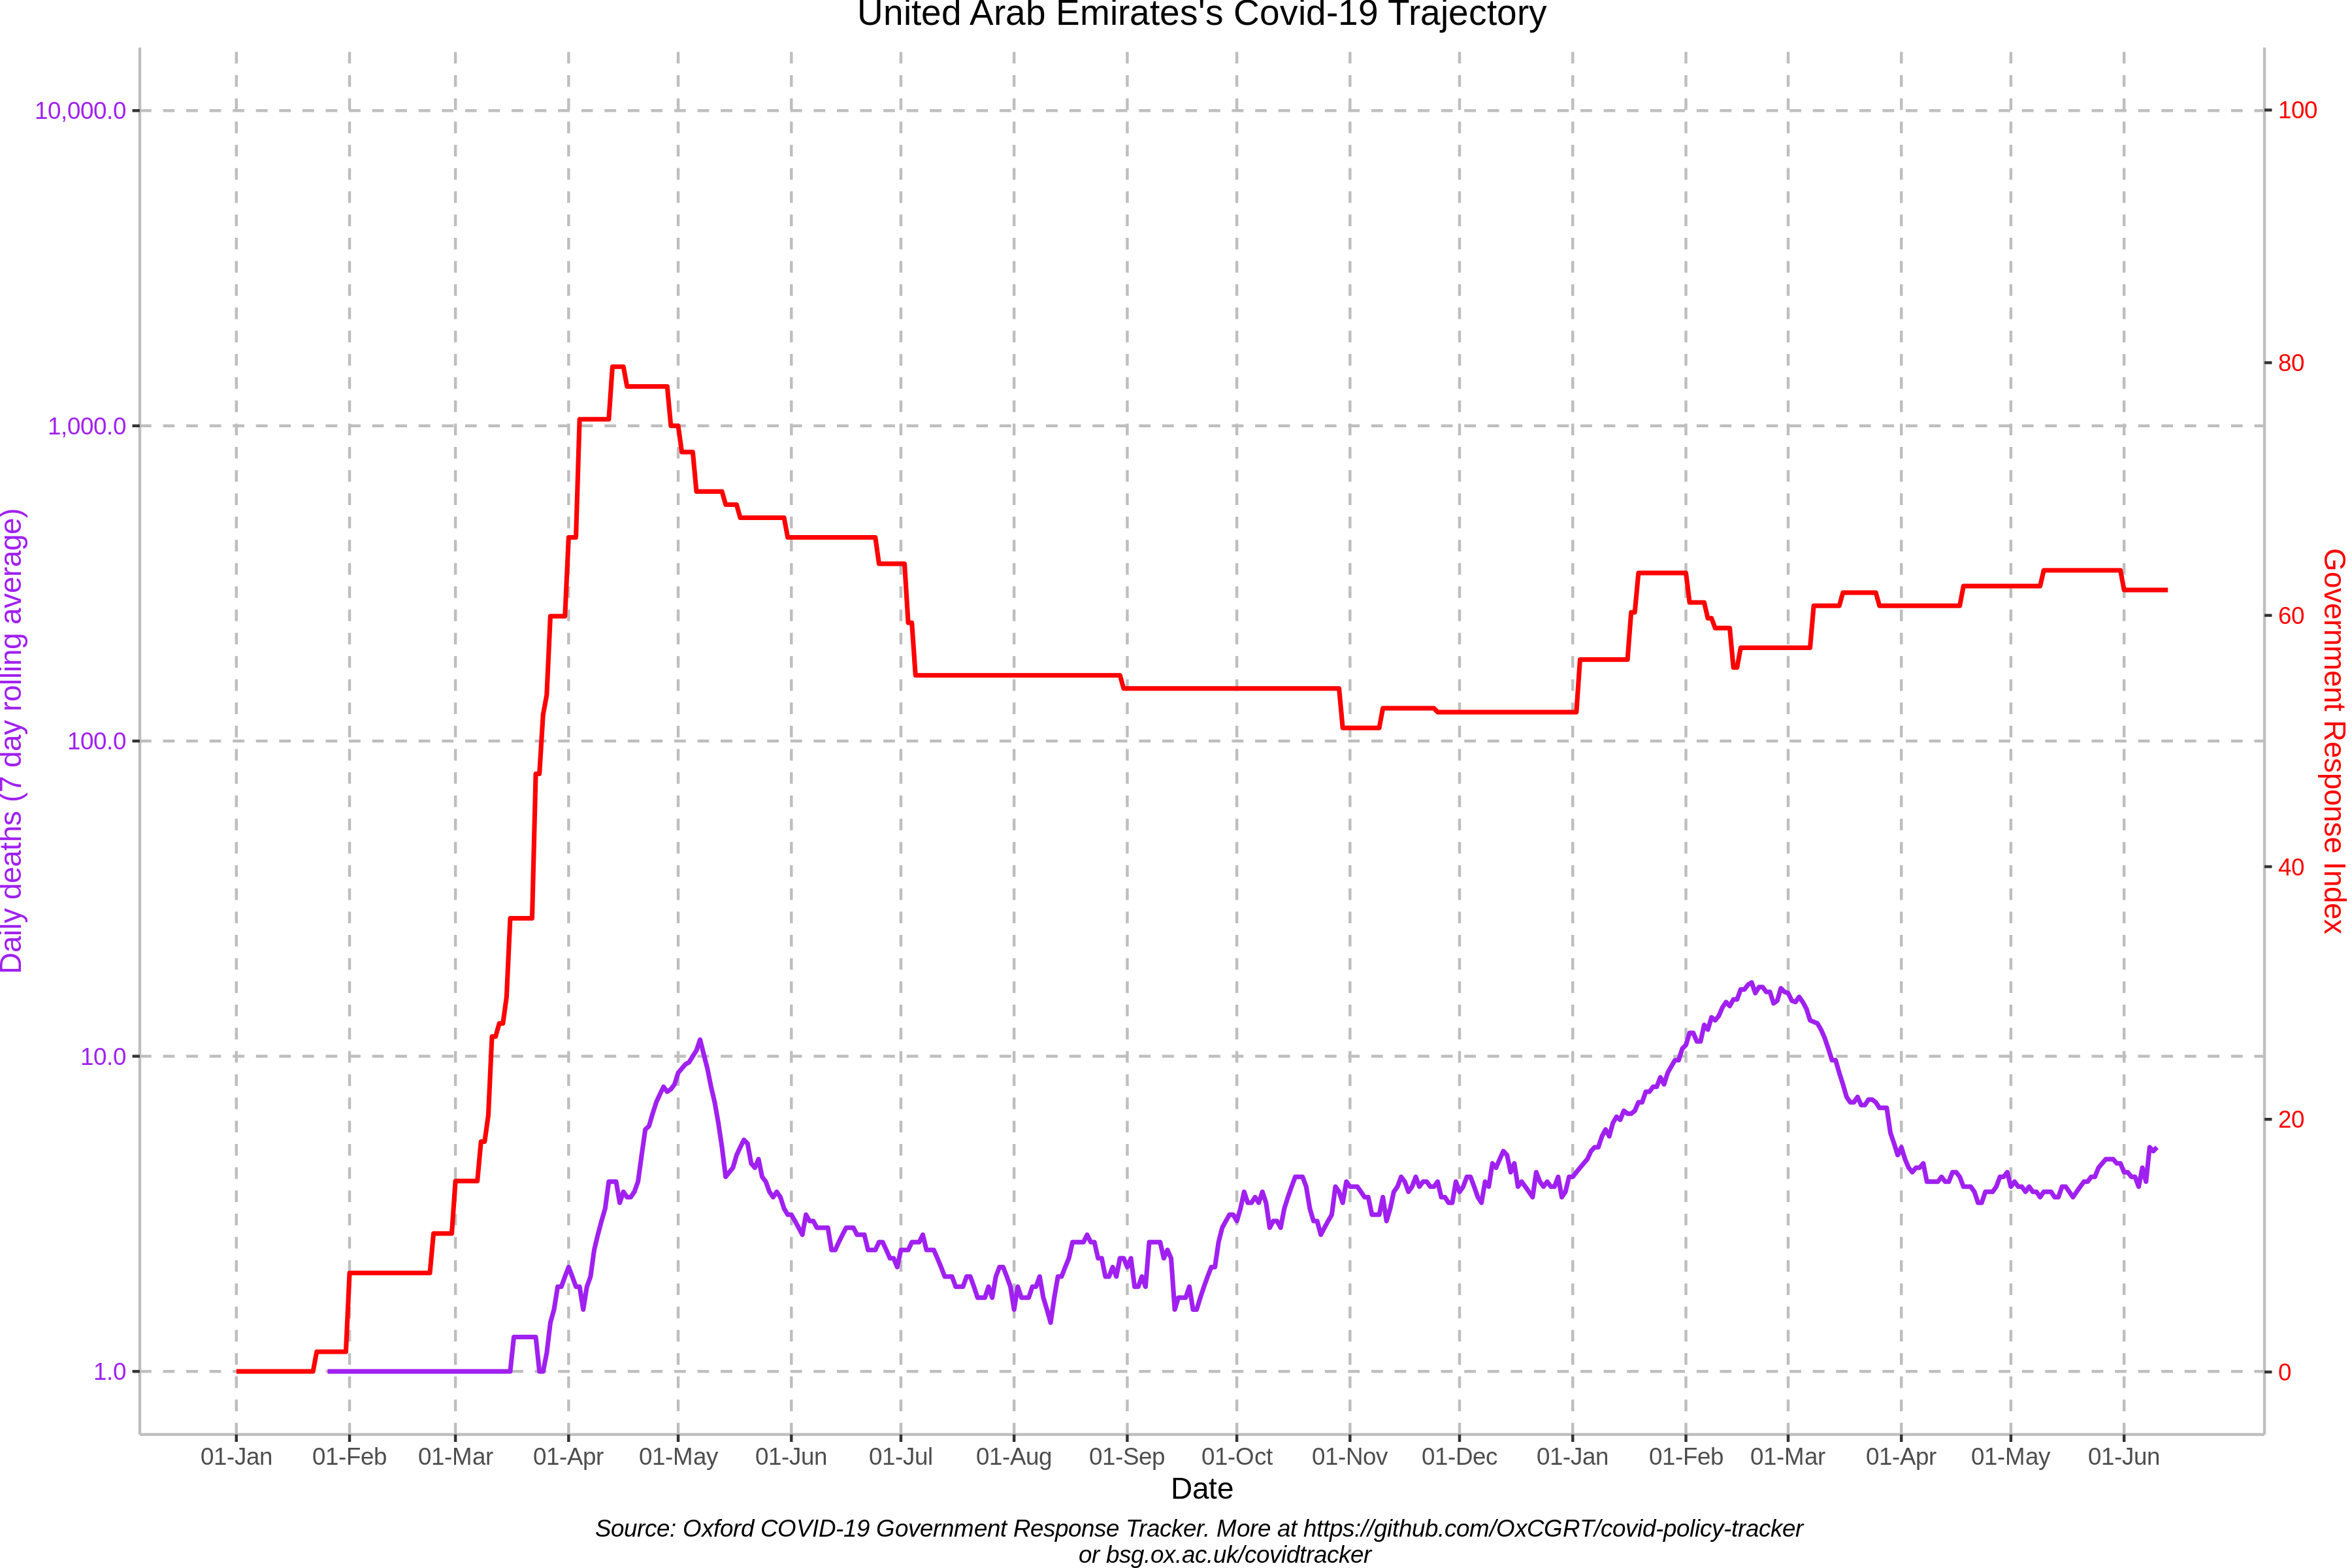 United Arab Emirates's Covid-19 Trajectory
10,000.0
1,000.0
100.0
10.0
1.0
Daily deaths (7 day rolling average)
100
80
60
40
20
0
Government Response Index
01-Jan 01-Feb 01-Mar 01-Apr 01-May 01-Jun 01-Jul 01-Aug 01-Sep 01-Oct 01-Nov 01-Dec 01-Jan 01-Feb 01-Mar 01-Apr 01-May 01-Jun
Date
Source: Oxford COVID-19 Government Response Tracker. More at https://github.com/OxCGRT/covid-policy-tracker
or bsg.ox.ac.uk/covidtracker